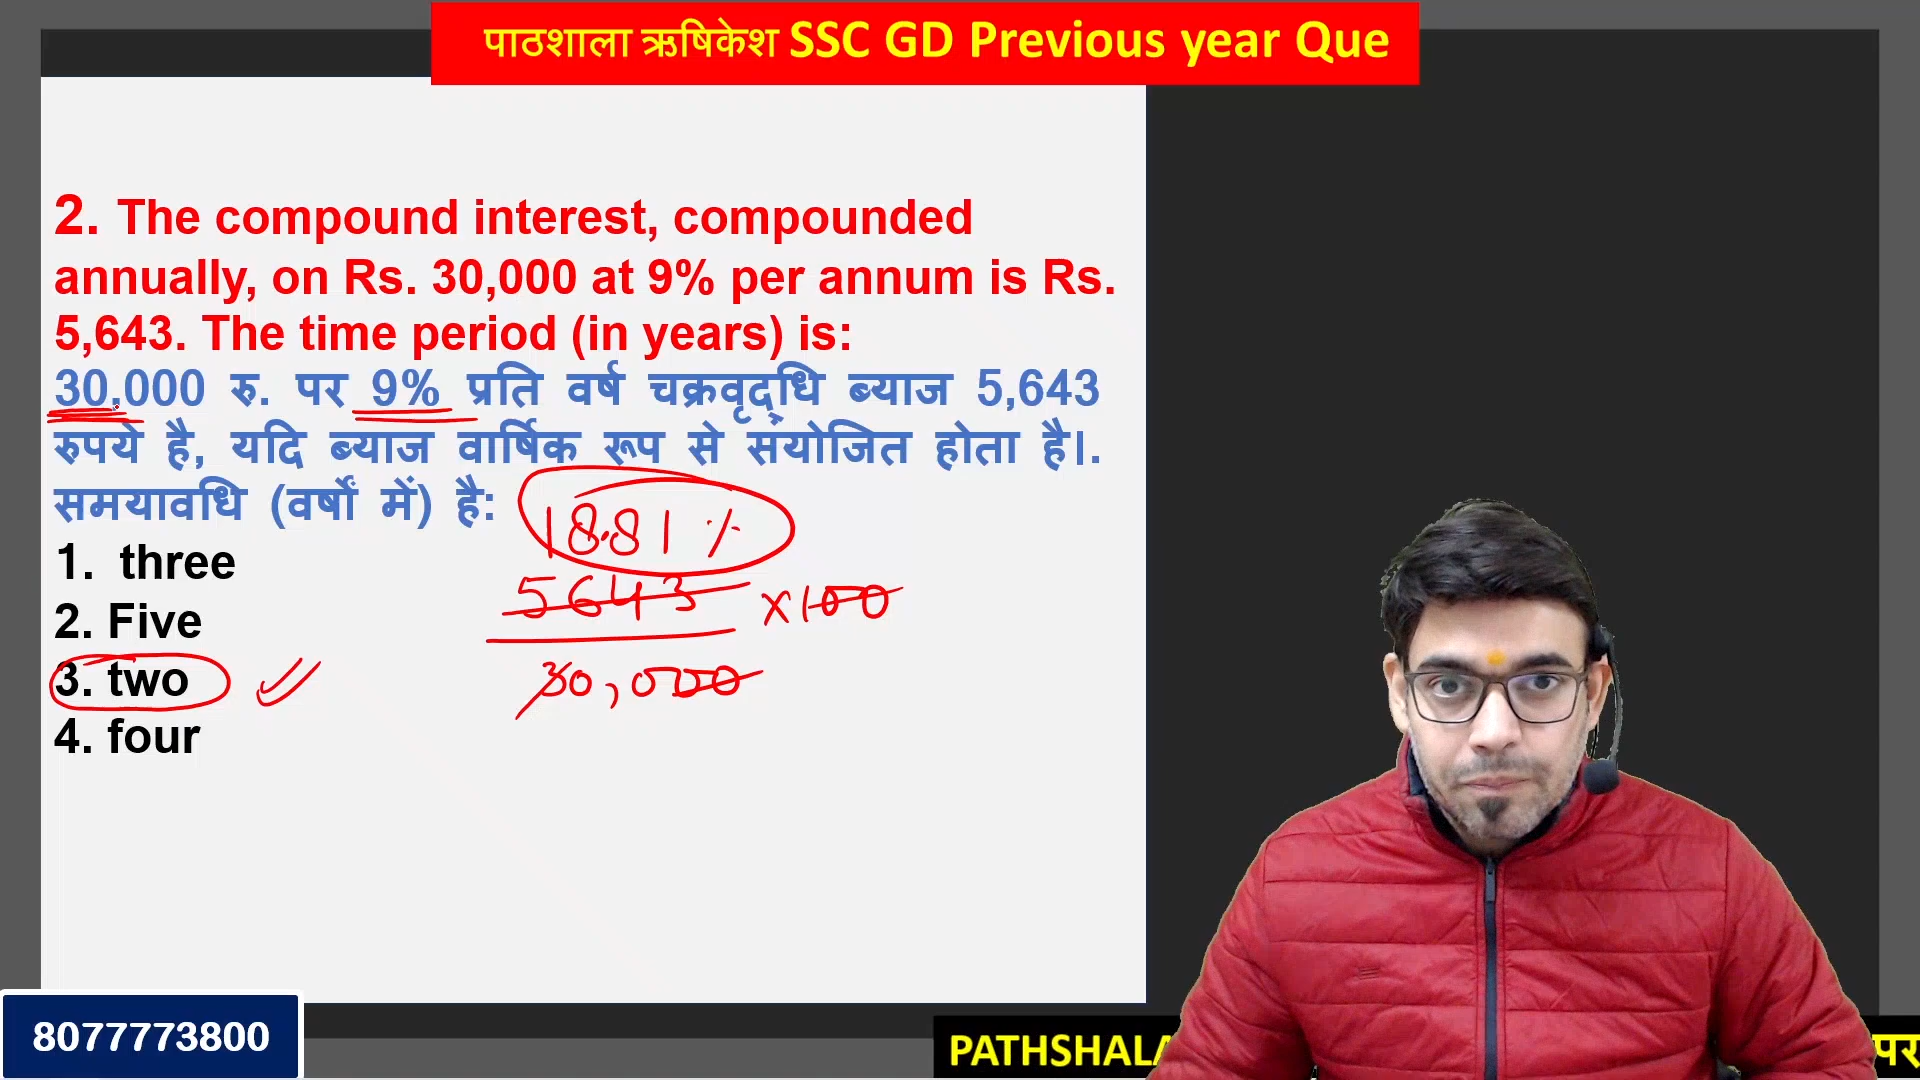 पाठशाला ऋषिकेश SSC GD Previous year Que
2. The compound interest, compounded
annually, on Rs. 30,000 at 9% per annum is Rs.
5,643. The time period (in years) is:
30,000 रु. पर 9% प्रति वर्ष चक्रवृद्धि ब्याज 5,643
रुपये है, यदि ब्याज वार्षिक रूप से संयोजित होता है।.
समयावधि (वर्षों में) है:
18.81 %
1. three
5643 x100
2. Five
30,000
3. two
4. four
8077773800
PATHSHALA
पर